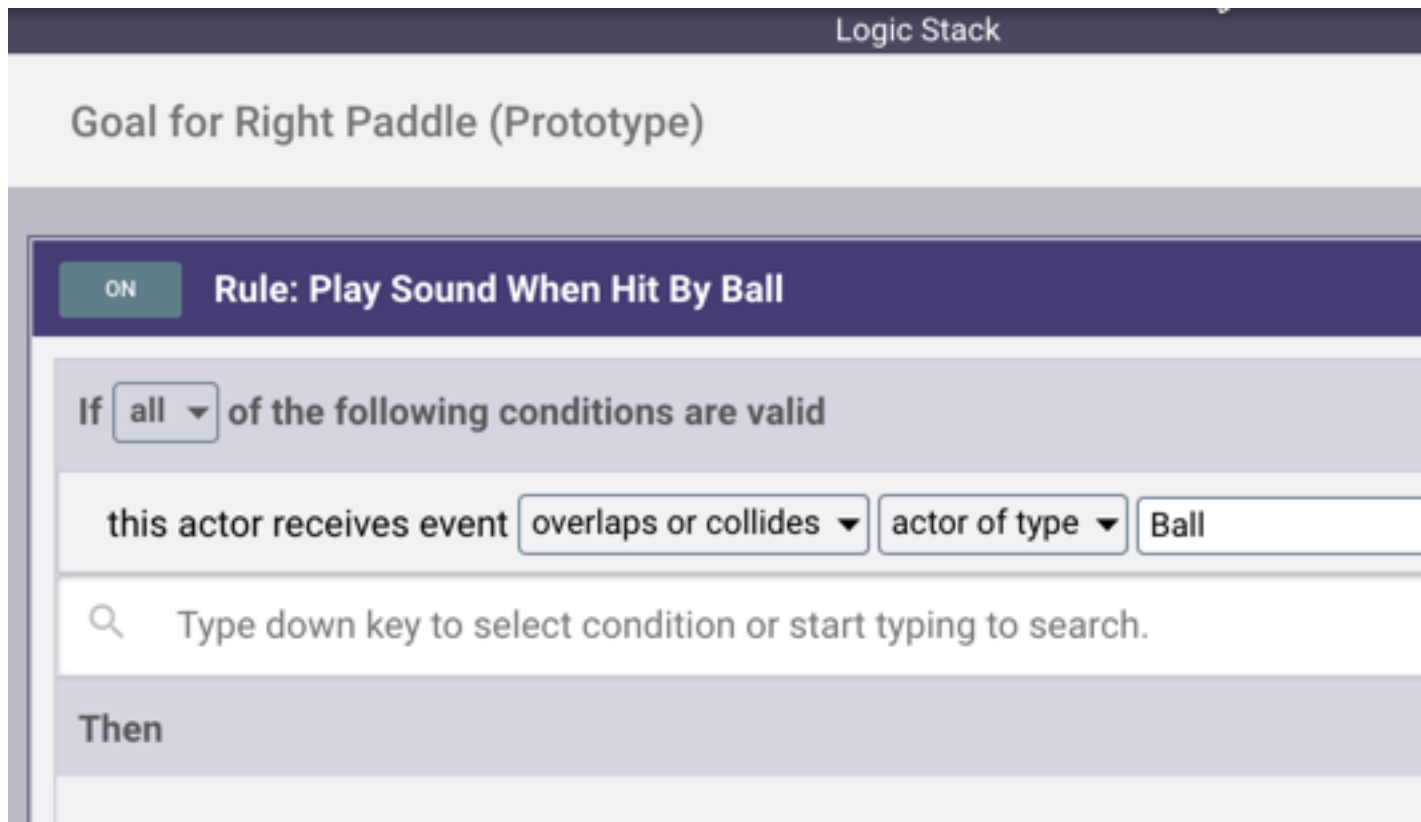 Logic Stack
Goal for Right Paddle (Prototype)
ON Rule: Play Sound When Hit By Ball
If all of the following conditions are valid
this actor receives event overlaps or collides actor of type Ball
Type down key to select condition or start typing to search.
Then